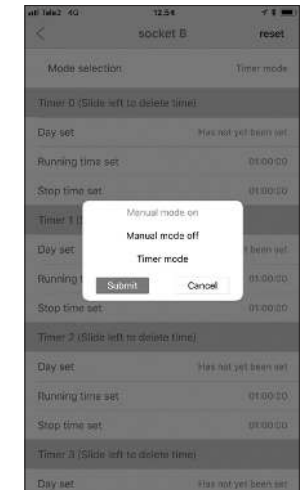 Tele2 4G 12.54
socket B reset
Mode selection Timer mode
Timer 0 (Slide left to delete time)
Day set Has not yet been set
Running time set 01:00:00
Stop time set 01:00:00
Timer 1
Manual mode on
Day set t been set
Manual mode off
Timer mode
Running t 01:00:00
Submit Cancel
Stop time set 01:00:00
Timer 2 (Slide left to delete time)
Day set Has not yet been set
Running time set 01:00:00
Stop time set 01:00:00
Timer 3 (Slide left to delete time)
Day set Has not yet been set